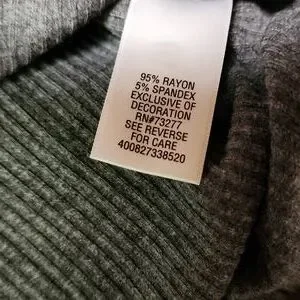 95% RAYON
5% SPANDEX
EXCLUSIVE OF
DECORATION
RN#73277
SEE REVERSE
FOR CARE
400827338520